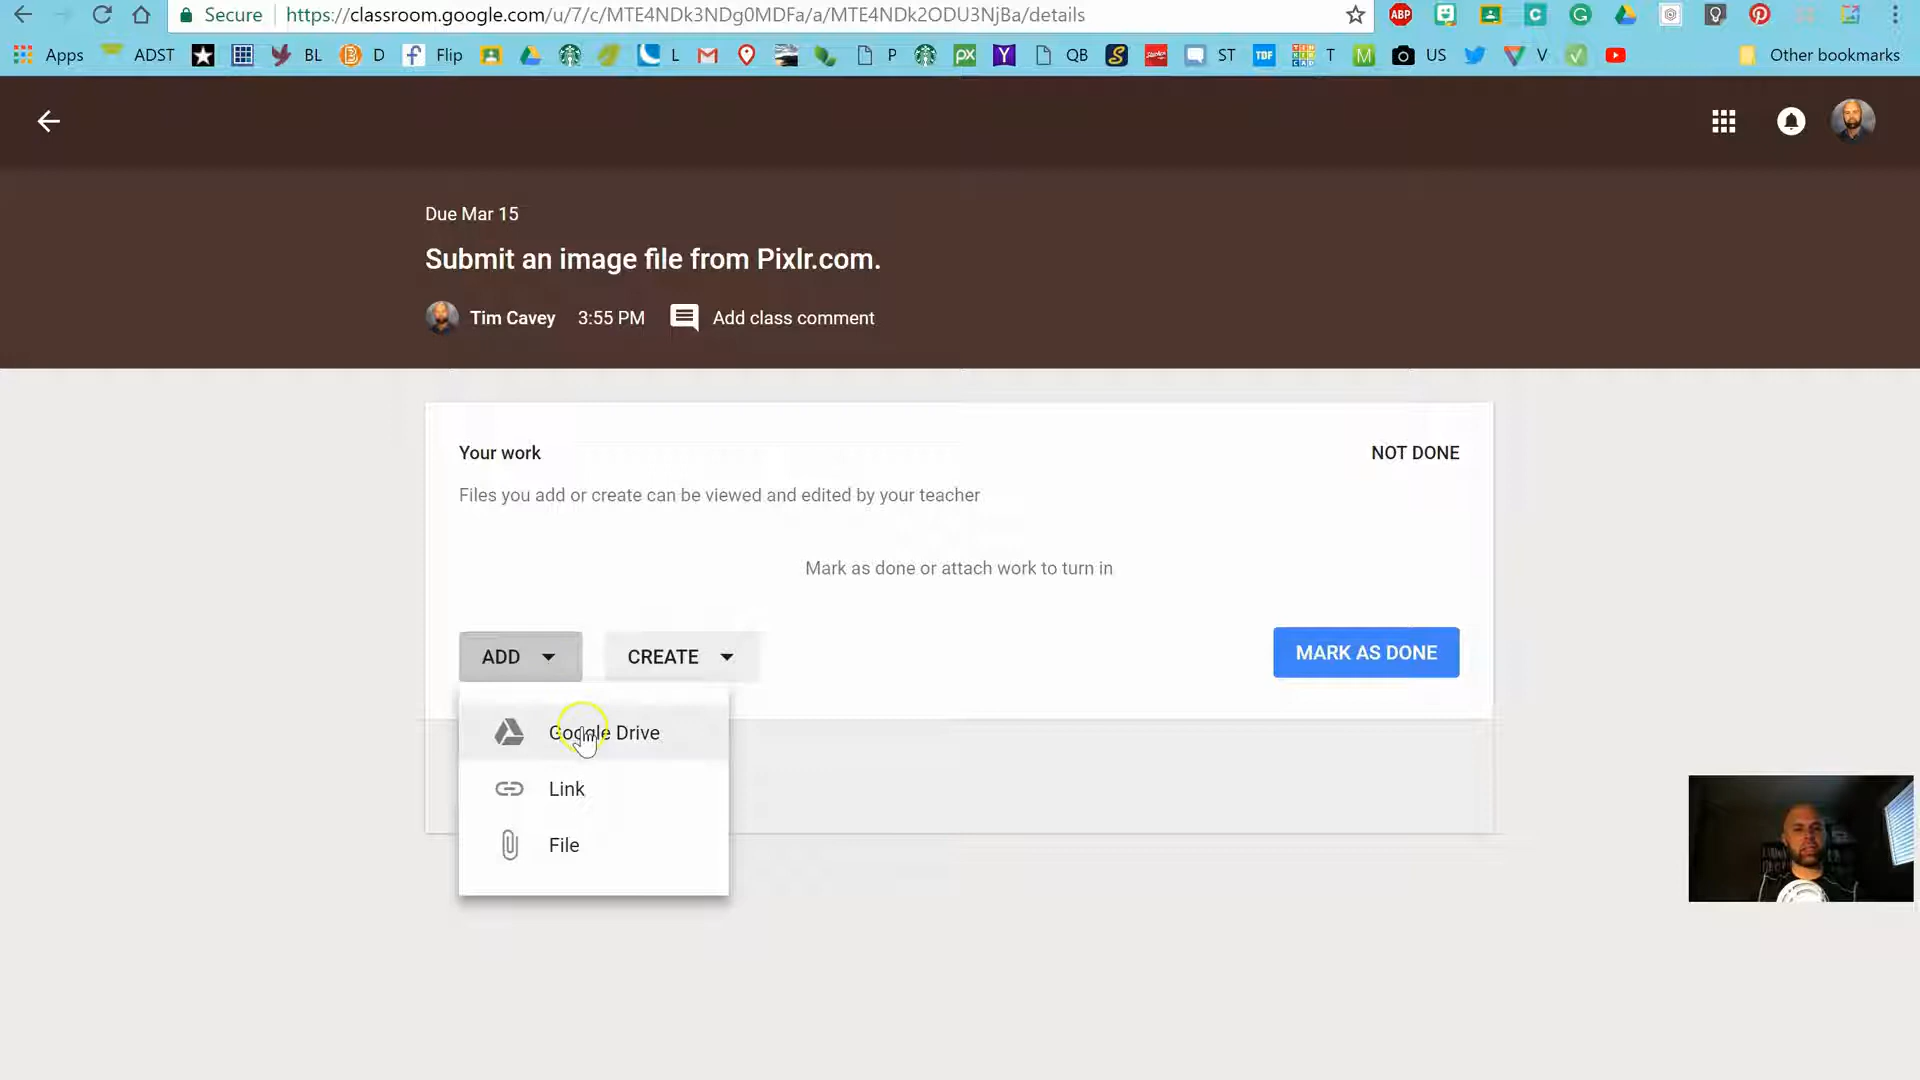 Secure https://classroom.google.com/u/7/c/MTE4NDk3NDg0MDFa/a/MTE4NDk2ODU3NjBa/details ABP
Apps ADST BL D Flip L P px Y QB S ST TDF T M US V Other bookmarks
Due Mar 15
Submit an image file from Pixlr.com.
Tim Cavey 3:55 PM Add class comment
Your work NOT DONE
Files you add or create can be viewed and edited by your teacher
Mark as done or attach work to turn in
ADD CREATE MARK AS DONE
Google Drive
Link
File